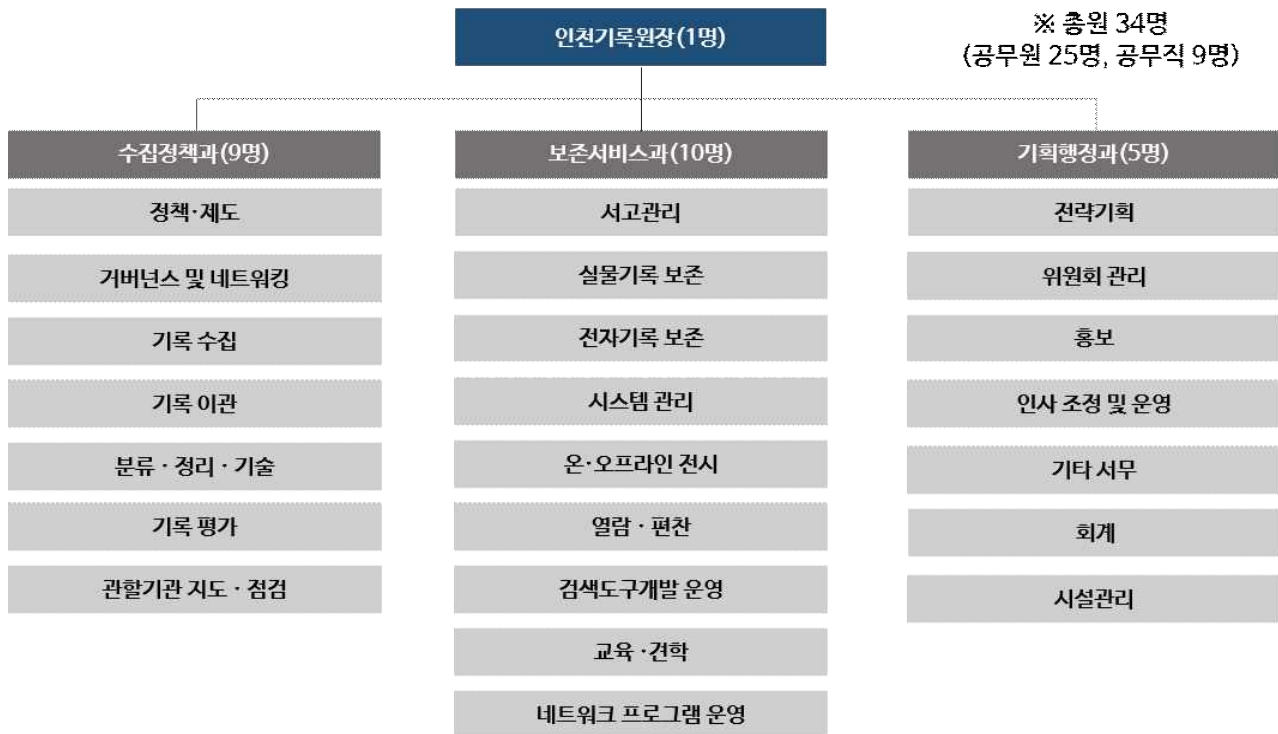 인천기록원장(1명)
※ 총원 34명
(공무원 25명, 공무직 9명)
수집정책과(9명)
정책·제도
거버넌스 및 네트워킹
기록 수집
기록 이관
분류·정리·기술
기록 평가
관할기관 지도·점검
보존서비스과(10명)
서고관리
실물기록 보존
전자기록 보존
시스템 관리
온·오프라인 전시
열람·편찬
검색도구개발 운영
교육·견학
네트워크 프로그램 운영
기획행정과(5명)
전략기획
위원회 관리
홍보
인사 조정 및 운영
기타 서무
회계
시설관리